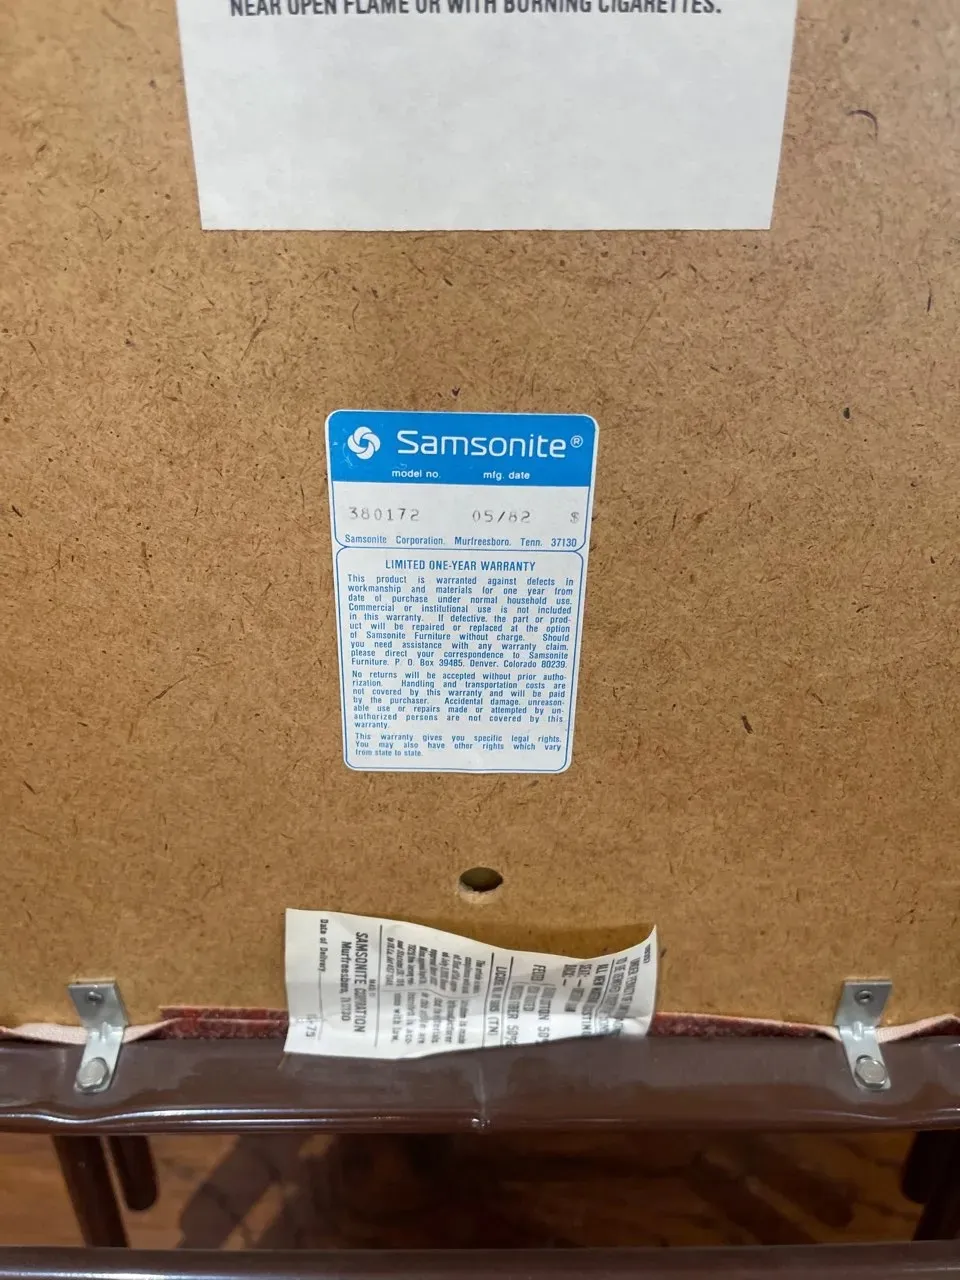 NEAR OPEN FLAME OR WITH BURNING CIGARETTES.
Samsonite®
model no. mfg. date
380172 05/82 $
Samsonite Corporation. Murfreesboro. Tenn. 37130
LIMITED ONE-YEAR WARRANTY
This product is warranted against defects in
workmanship and materials for one year from
date of purchase under normal household use.
Commercial or institutional use is not included
in this warranty. If defective, the part or prod-
uct will be repaired or replaced at the option
of Samsonite Furniture without charge. Should
you need assistance with any warranty claim,
please direct your correspondence to Samsonite
Furniture. P. O. Box 39485. Denver. Colorado 80239.
No returns will be accepted without prior autho-
rization. Handling and transportation costs are
not covered by this warranty and will be paid
by the purchaser. Accidental damage, unreason-
able use or repairs made or attempted by un-
authorized persons are not covered by this
warranty.
This warranty gives you specific legal rights.
You may also have other rights which vary
from state to state.
SAMSONITE CORPORATION
Murfreesboro, TN 37130
Date of Delivery